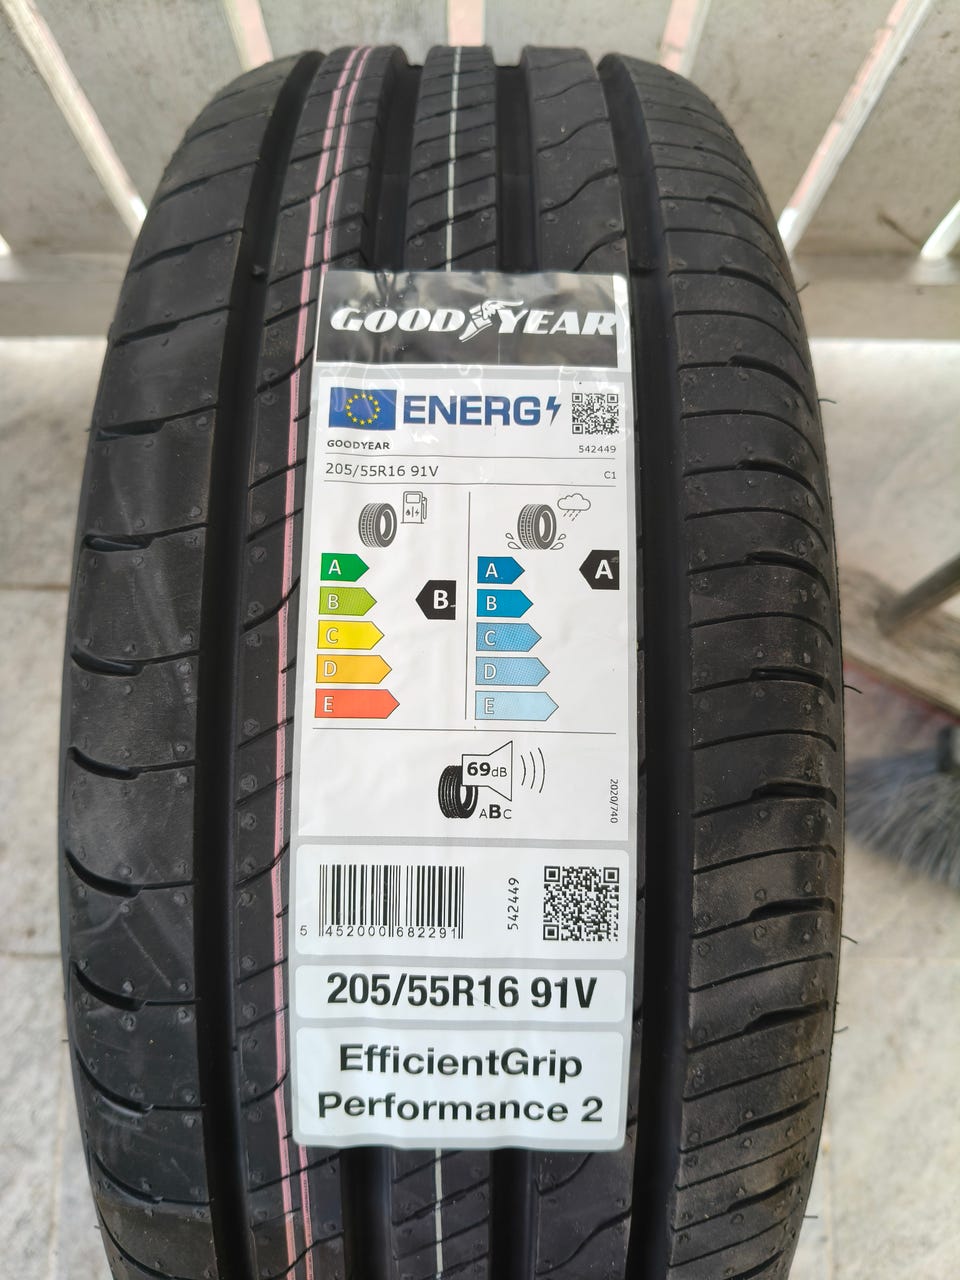 GOODYEAR
ENERG
GOODYEAR 542449
205/55R16 91V C1
A A A
B B B
C C
D D
E E
69dB
ABC
2020/740
5 452000 682291
542449
205/55R16 91V
EfficientGrip
Performance 2